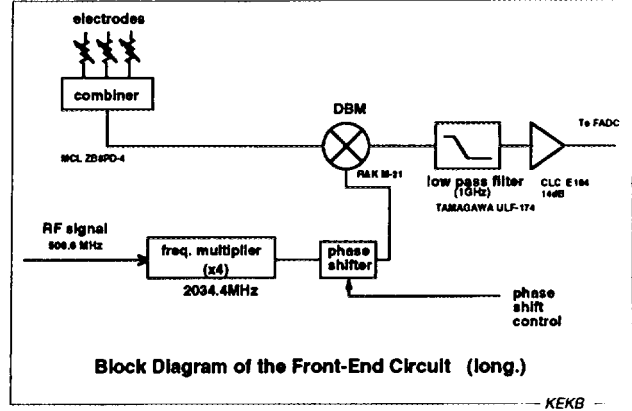 electrodes
combiner
MCL ZB8PD-4
DBM
R&K M-21
To FADC
low pass filter
(1GHz)
TAMAGAWA ULF-174
CLC E104
14dB
RF signal
508.6 MHz
freq. multiplier
(x4)
2034.4MHz
phase
shifter
phase
shift
control
Block Diagram of the Front-End Circuit (long.)
KEKB